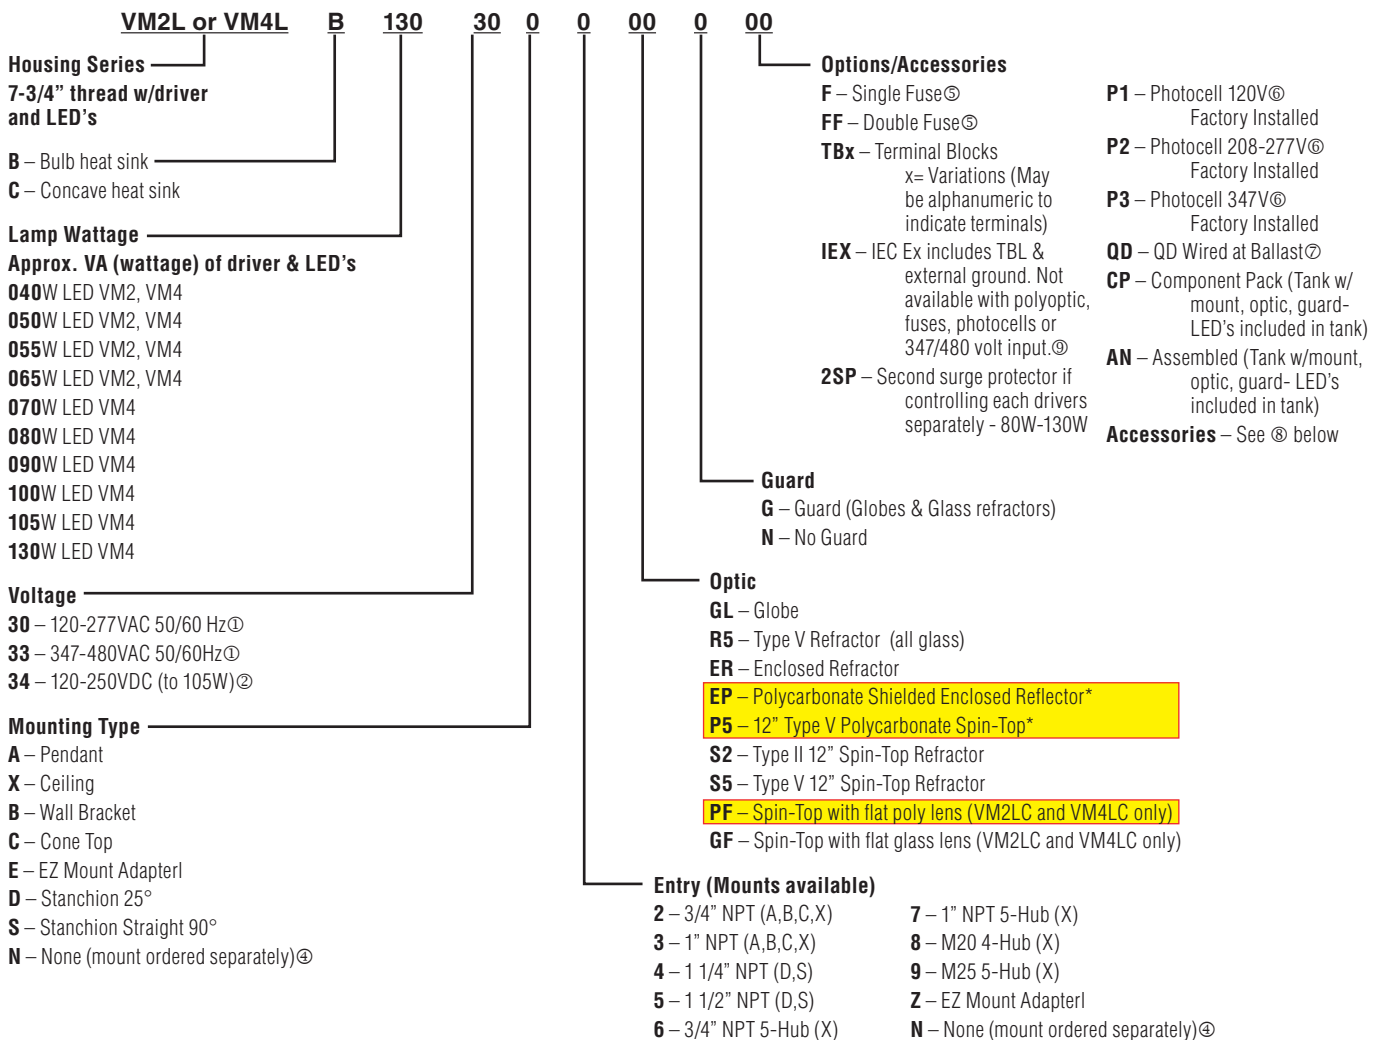 VM2L or VM4L B 130 30 0 0 00 0 00
Housing Series
7-3/4” thread w/driver
and LED’s
B – Bulb heat sink
C – Concave heat sink
Lamp Wattage
Approx. VA (wattage) of driver & LED’s
040W LED VM2, VM4
050W LED VM2, VM4
055W LED VM2, VM4
065W LED VM2, VM4
070W LED VM4
080W LED VM4
090W LED VM4
100W LED VM4
105W LED VM4
130W LED VM4
Voltage
30 – 120-277VAC 50/60 Hz①
33 – 347-480VAC 50/60Hz①
34 – 120-250VDC (to 105W)②
Mounting Type
A – Pendant
X – Ceiling
B – Wall Bracket
C – Cone Top
E – EZ Mount Adapterl
D – Stanchion 25°
S – Stanchion Straight 90°
N – None (mount ordered separately)④
Options/Accessories
F – Single Fuse⑤
FF – Double Fuse⑤
TBx – Terminal Blocks
x= Variations (May
be alphanumeric to
indicate terminals)
IEX – IEC Ex includes TBL &
external ground. Not
available with polyoptic,
fuses, photocells or
347/480 volt input.⑨
2SP – Second surge protector if
controlling each drivers
separately - 80W-130W
P1 – Photocell 120V⑥
Factory Installed
P2 – Photocell 208-277V⑥
Factory Installed
P3 – Photocell 347V⑥
Factory Installed
QD – QD Wired at Ballast⑦
CP – Component Pack (Tank w/
mount, optic, guard-
LED’s included in tank)
AN – Assembled (Tank w/mount,
optic, guard- LED’s
included in tank)
Accessories – See ⑧ below
Guard
G – Guard (Globes & Glass refractors)
N – No Guard
Optic
GL – Globe
R5 – Type V Refractor (all glass)
ER – Enclosed Refractor
EP – Polycarbonate Shielded Enclosed Reflector*
P5 – 12” Type V Polycarbonate Spin-Top*
S2 – Type II 12” Spin-Top Refractor
S5 – Type V 12” Spin-Top Refractor
PF – Spin-Top with flat poly lens (VM2LC and VM4LC only)
GF – Spin-Top with flat glass lens (VM2LC and VM4LC only)
Entry (Mounts available)
2 – 3/4” NPT (A,B,C,X)
3 – 1” NPT (A,B,C,X)
4 – 1 1/4” NPT (D,S)
5 – 1 1/2” NPT (D,S)
6 – 3/4” NPT 5-Hub (X)
7 – 1” NPT 5-Hub (X)
8 – M20 4-Hub (X)
9 – M25 5-Hub (X)
Z – EZ Mount Adapterl
N – None (mount ordered separately)④